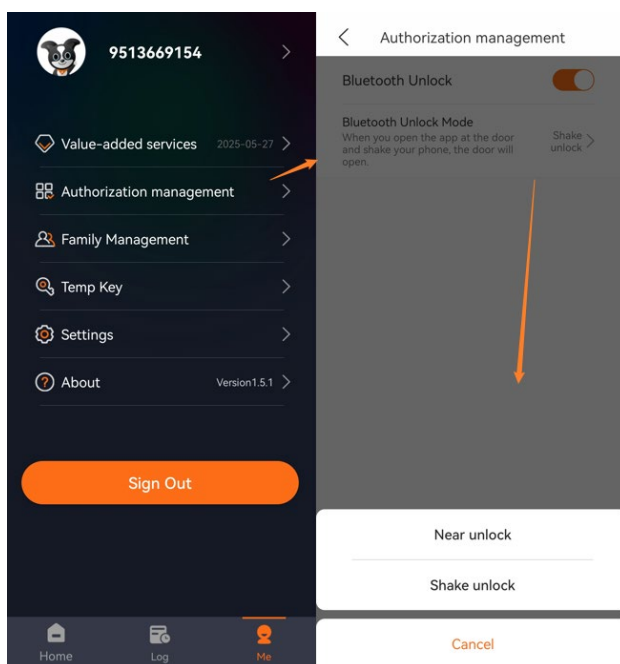 9513669154
Value-added services 2025-05-27
Authorization management
Family Management
Temp Key
Settings
About Version1.5.1
Sign Out
Home Log Me
Authorization management
Bluetooth Unlock
Bluetooth Unlock Mode
When you open the app at the door
and shake your phone, the door will
open.
Shake
unlock
Near unlock
Shake unlock
Cancel